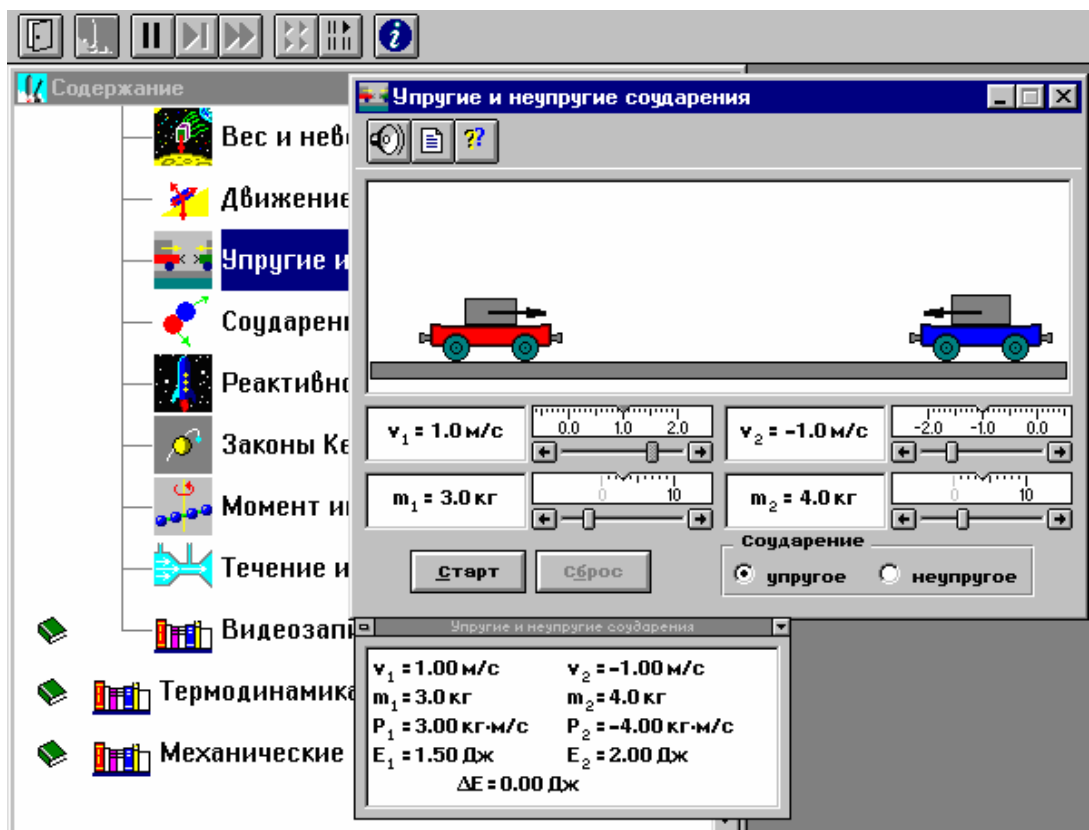 Содержание
Вес и неве
Движение
Упругие и
Соударени
Реактивно
Законы Ке
Момент и
Течение и
Видеозапи
Термодинамика
Механические
Упругие и неупругие соударения
v₁ = 1.0 м/с
0.0 1.0 2.0
v₂ = -1.0 м/с
-2.0 -1.0 0.0
m₁ = 3.0 кг
0 10
m₂ = 4.0 кг
0 10
Старт
Сброс
Соударение
упругое неупругое
Упругие и неупругие соударения
v₁ = 1.00 м/с v₂ = -1.00 м/с
m₁ = 3.0 кг m₂ = 4.0 кг
P₁ = 3.00 кг·м/с P₂ = -4.00 кг·м/с
E₁ = 1.50 Дж E₂ = 2.00 Дж
ΔE = 0.00 Дж